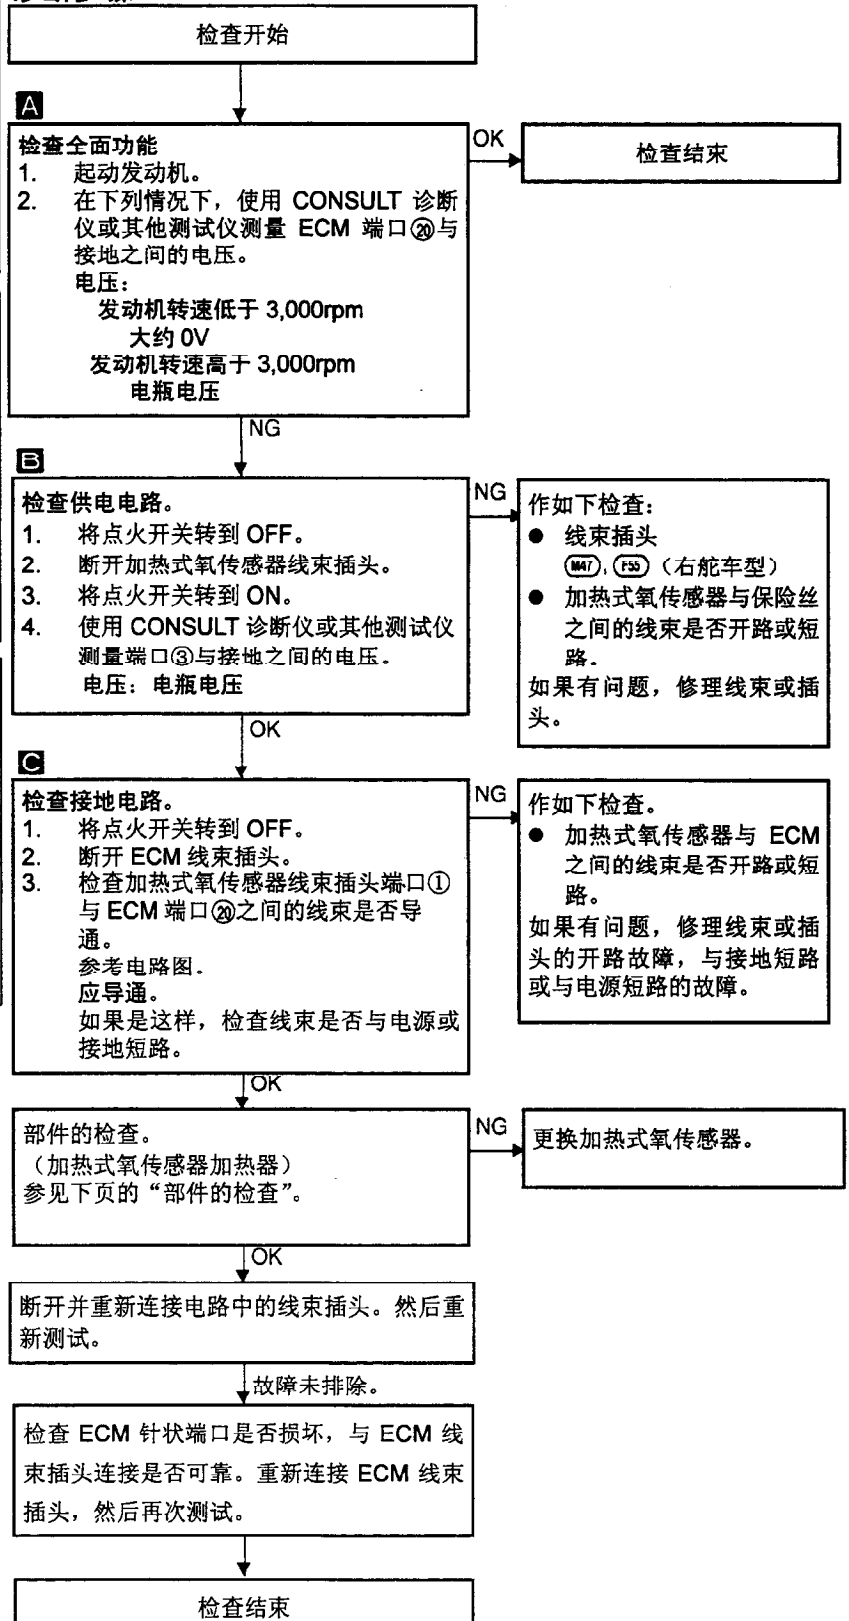 检查开始
A
检查全面功能
1. 起动发动机。
2. 在下列情况下，使用 CONSULT 诊断
仪或其他测试仪测量 ECM 端口⑳与
接地之间的电压。
电压：
发动机转速低于 3,000rpm
大约 0V
发动机转速高于 3,000rpm
电瓶电压
OK
检查结束
NG
B
检查供电电路。
1. 将点火开关转到 OFF。
2. 断开加热式氧传感器线束插头。
3. 将点火开关转到 ON。
4. 使用 CONSULT 诊断仪或其他测试仪
测量端口③与接地之间的电压.
电压：电瓶电压
NG
作如下检查：
● 线束插头
M47, F55（右舵车型）
● 加热式氧传感器与保险丝
之间的线束是否开路或短
路.
如果有问题，修理线束或插
头。
OK
C
检查接地电路。
1. 将点火开关转到 OFF。
2. 断开 ECM 线束插头。
3. 检查加热式氧传感器线束插头端口①
与 ECM 端口⑳之间的线束是否导
通。
参考电路图.
应导通。
如果是这样，检查线束是否与电源或
接地短路。
NG
作如下检查。
● 加热式氧传感器与 ECM
之间的线束是否开路或短
路。
如果有问题，修理线束或插
头的开路故障，与接地短路
或与电源短路的故障。
OK
部件的检查。
（加热式氧传感器加热器）
参见下页的“部件的检查”。
NG
更换加热式氧传感器。
OK
断开并重新连接电路中的线束插头。然后重
新测试。
故障未排除。
检查 ECM 针状端口是否损坏，与 ECM 线
束插头连接是否可靠。重新连接 ECM 线束
插头，然后再次测试。
检查结束